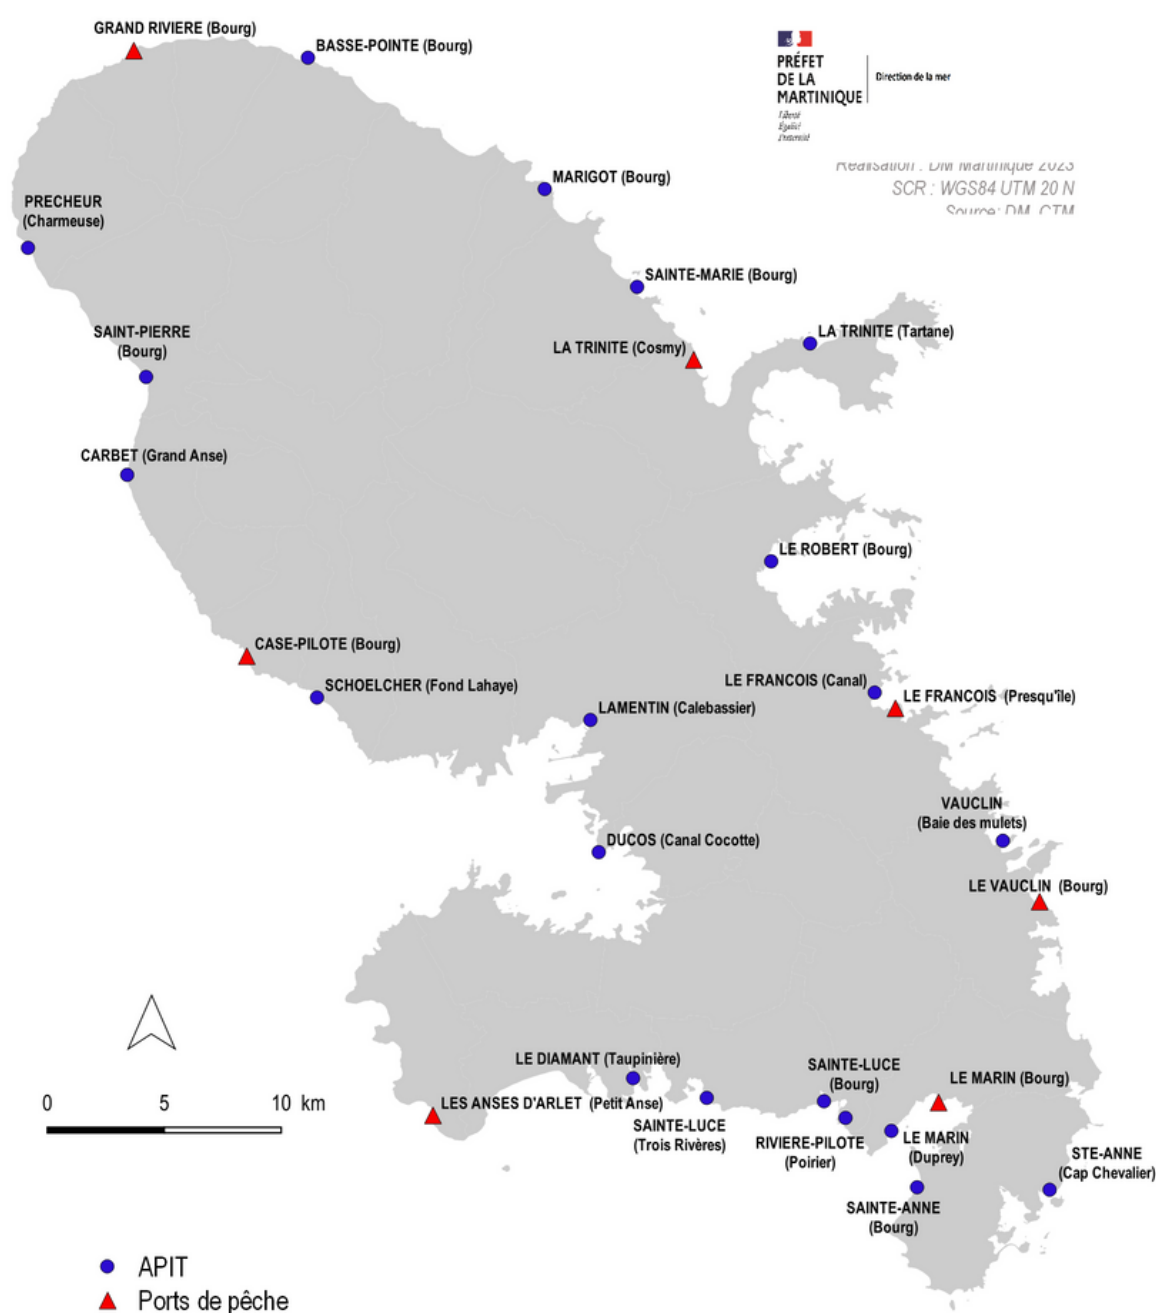 GRAND RIVIERE (Bourg)
BASSE-POINTE (Bourg)
PRÉFET
DE LA
MARTINIQUE
Liberté
Égalité
Fraternité
Direction de la mer
Réalisation : DM Martinique 2023
SCR : WGS84 UTM 20 N
Source: DM, CTM
MARIGOT (Bourg)
PRECHEUR
(Charmeuse)
SAINTE-MARIE (Bourg)
SAINT-PIERRE
(Bourg)
LA TRINITE (Tartane)
LA TRINITE (Cosmy)
CARBET (Grand Anse)
LE ROBERT (Bourg)
CASE-PILOTE (Bourg)
SCHOELCHER (Fond Lahaye)
LE FRANCOIS (Canal)
LE FRANCOIS (Presqu'île)
LAMENTIN (Calebassier)
VAUCLIN
(Baie des mulets)
DUCOS (Canal Cocotte)
LE VAUCLIN (Bourg)
LE DIAMANT (Taupinière)
SAINTE-LUCE
(Bourg)
LE MARIN (Bourg)
LES ANSES D'ARLET (Petit Anse)
SAINTE-LUCE
(Trois Rivères)
RIVIERE-PILOTE
(Poirier)
LE MARIN
(Duprey)
STE-ANNE
(Cap Chevalier)
SAINTE-ANNE
(Bourg)
0 5 10 km
APIT
Ports de pêche